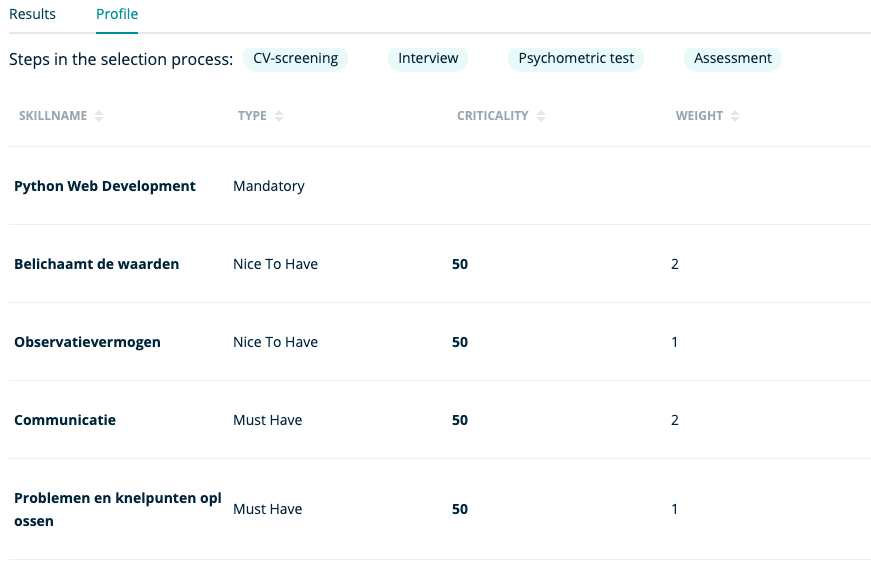 Results Profile
Steps in the selection process: CV-screening Interview Psychometric test Assessment
SKILLNAME TYPE CRITICALITY WEIGHT
Python Web Development Mandatory
Belichaamt de waarden Nice To Have 50 2
Observatievermogen Nice To Have 50 1
Communicatie Must Have 50 2
Problemen en knelpunten opl
ossen Must Have 50 1